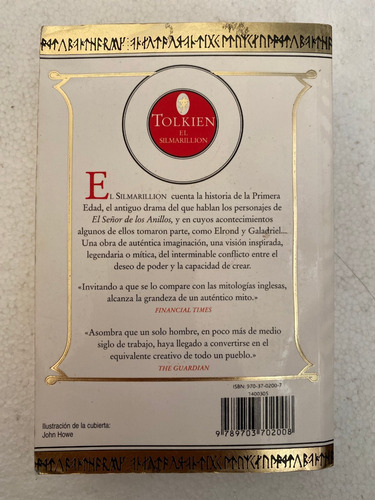 TOLKIEN
EL
SILMARILLION
EL SILMARILLION cuenta la historia de la Primera
Edad, el antiguo drama del que hablan los personajes de
El Señor de los Anillos, y en cuyos acontecimientos
algunos de ellos tomaron parte, como Elrond y Galadriel...
Una obra de auténtica imaginación, una visión inspirada,
legendaria o mítica, del interminable conflicto entre el
deseo de poder y la capacidad de crear.
«Invitando a que se lo compare con las mitologías inglesas,
alcanza la grandeza de un auténtico mito.»
FINANCIAL TIMES
«Asombra que un solo hombre, en poco más de medio
siglo de trabajo, haya llegado a convertirse en el
equivalente creativo de todo un pueblo.»
THE GUARDIAN
ISBN: 970-37-0200-7
1400305
9 789703 702008
Ilustración de la cubierta:
John Howe